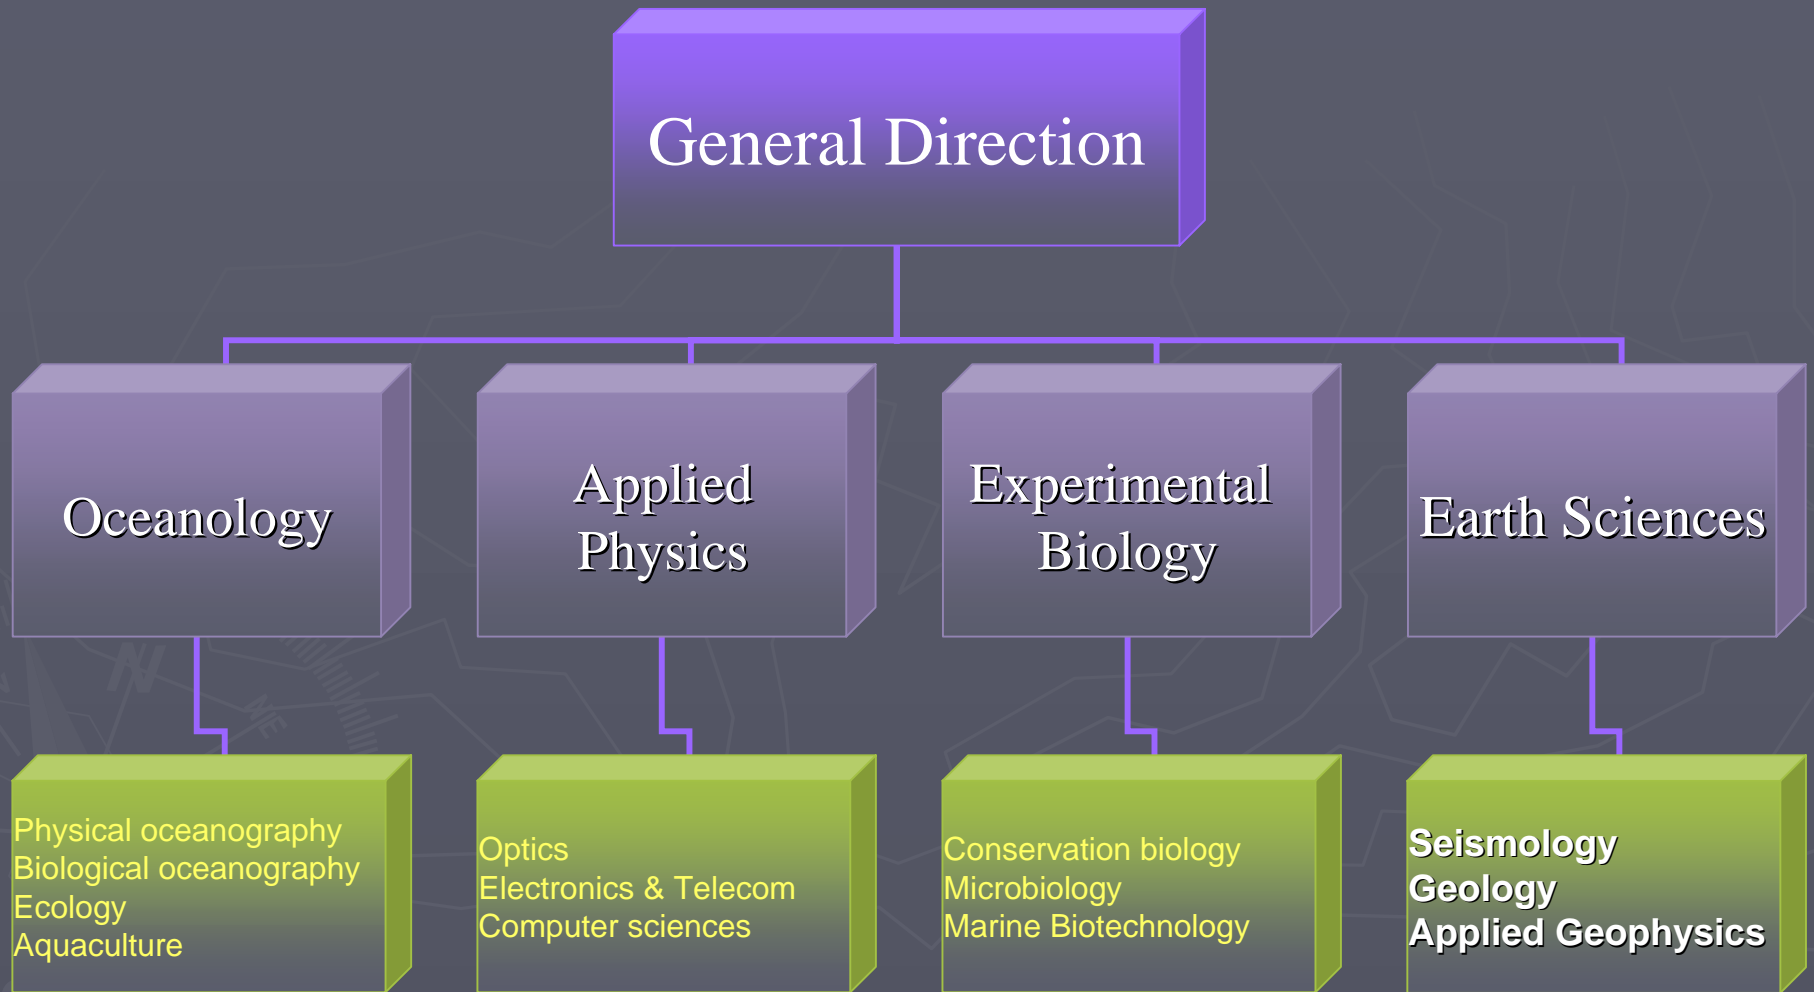 General Direction
Oceanology
Applied
Physics
Experimental
Biology
Earth Sciences
Physical oceanography
Biological oceanography
Ecology
Aquaculture
Optics
Electronics & Telecom
Computer sciences
Conservation biology
Microbiology
Marine Biotechnology
Seismology
Geology
Applied Geophysics
N
NE